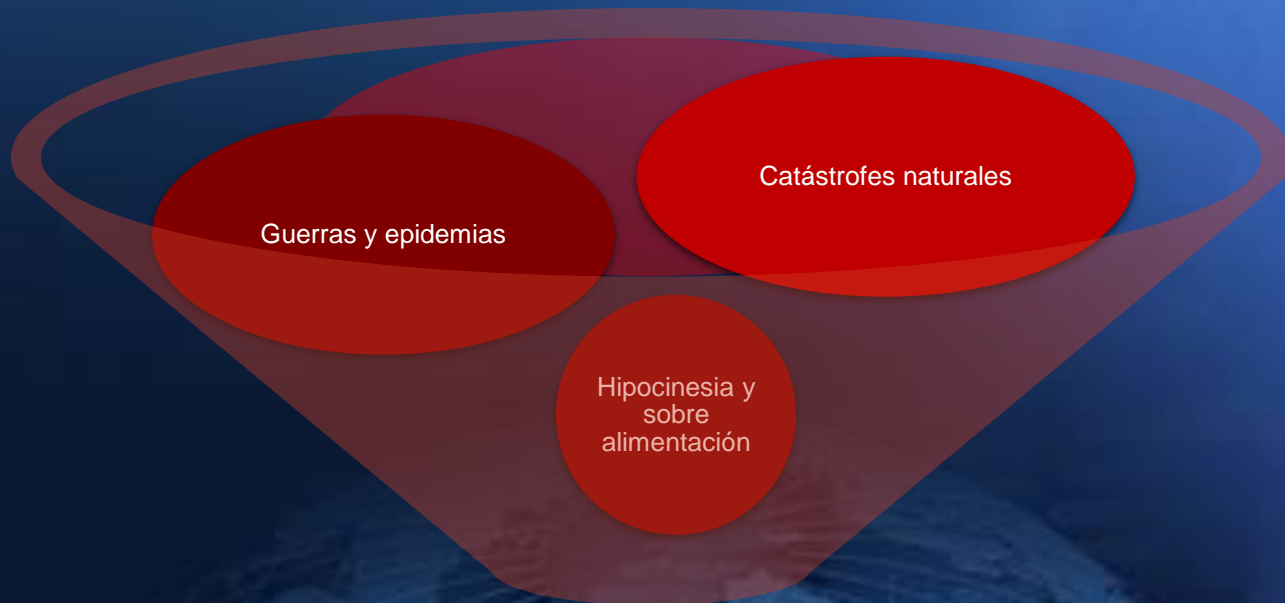 Catástrofes naturales
Guerras y epidemias
Hipocinesia y
sobre
alimentación